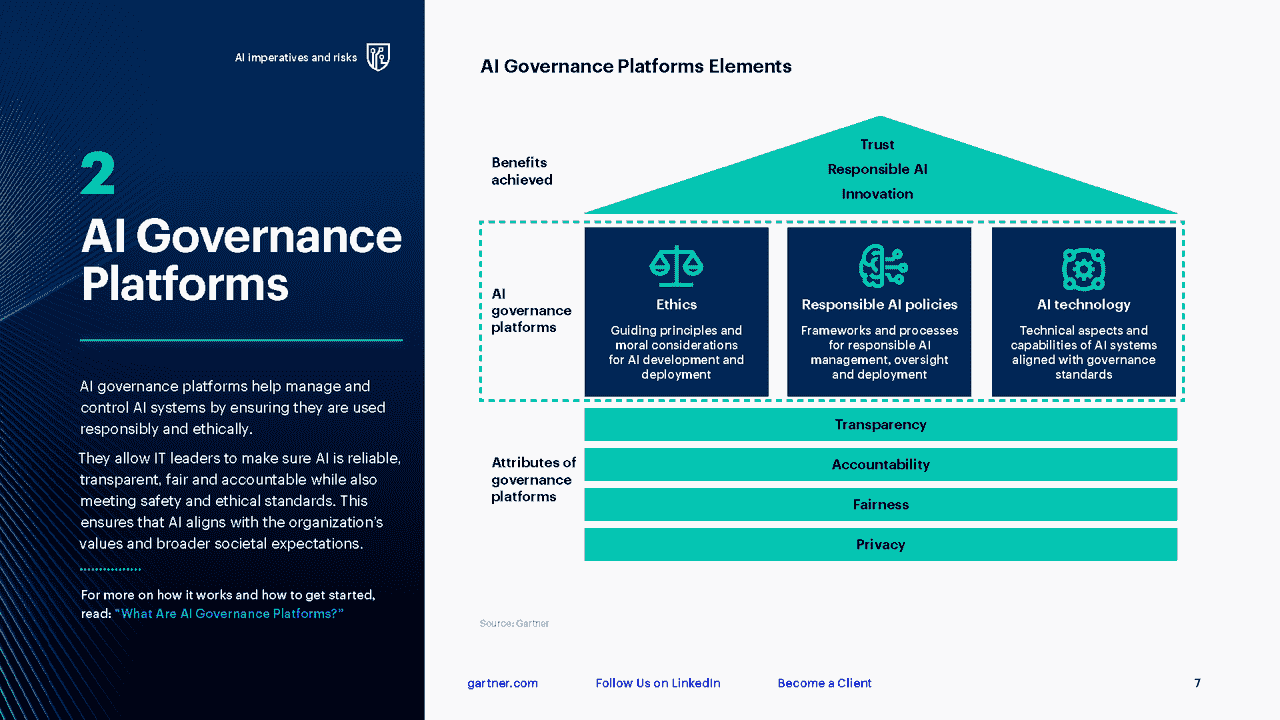 AI imperatives and risks
2
AI Governance
Platforms
AI governance platforms help manage and
control AI systems by ensuring they are used
responsibly and ethically.
They allow IT leaders to make sure AI is reliable,
transparent, fair and accountable while also
meeting safety and ethical standards. This
ensures that AI aligns with the organization's
values and broader societal expectations.
For more on how it works and how to get started,
read: "What Are AI Governance Platforms?"
AI Governance Platforms Elements
Benefits
achieved
Trust
Responsible AI
Innovation
AI
governance
platforms
Ethics
Guiding principles and
moral considerations
for AI development and
deployment
Responsible AI policies
Frameworks and processes
for responsible AI
management, oversight
and deployment
AI technology
Technical aspects and
capabilities of AI systems
aligned with governance
standards
Attributes of
governance
platforms
Transparency
Accountability
Fairness
Privacy
Source: Gartner
gartner.com
Follow Us on LinkedIn
Become a Client
7